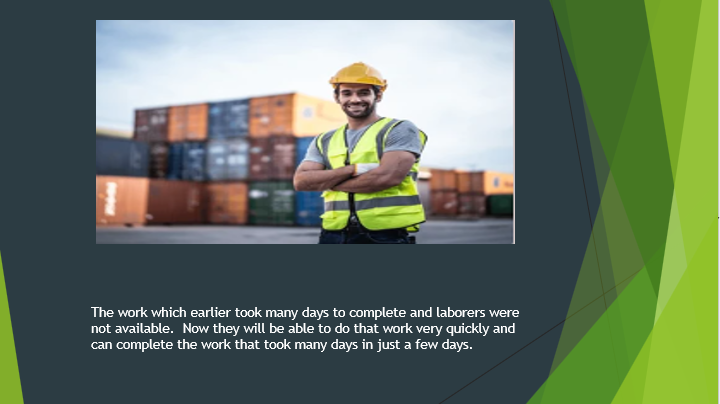 The work which earlier took many days to complete and laborers were
not available.  Now they will be able to do that work very quickly and
can complete the work that took many days in just a few days.